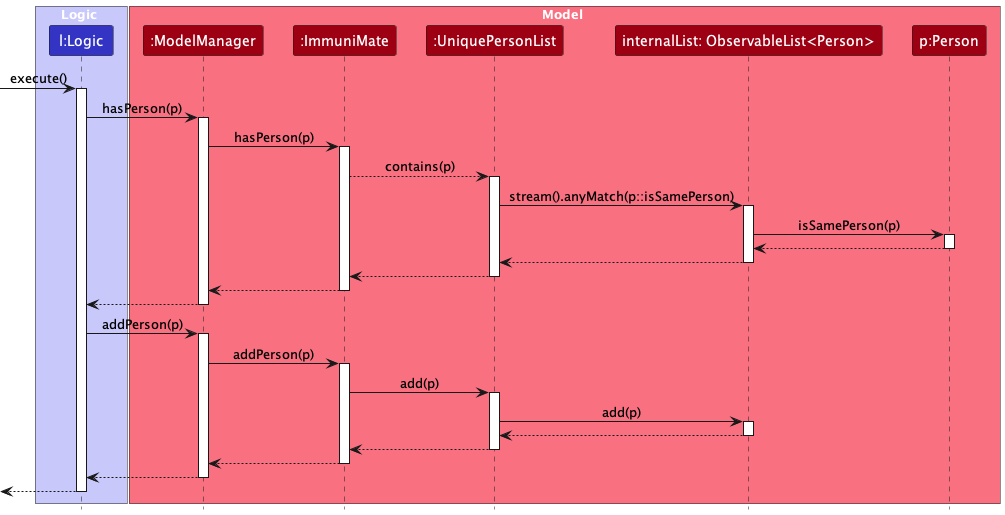 Logic
Model
l:Logic
:ModelManager
:ImmuniMate
:UniquePersonList
internalList: ObservableList<Person>
p:Person
execute()
hasPerson(p)
hasPerson(p)
contains(p)
stream().anyMatch(p::isSamePerson)
isSamePerson(p)
addPerson(p)
addPerson(p)
add(p)
add(p)